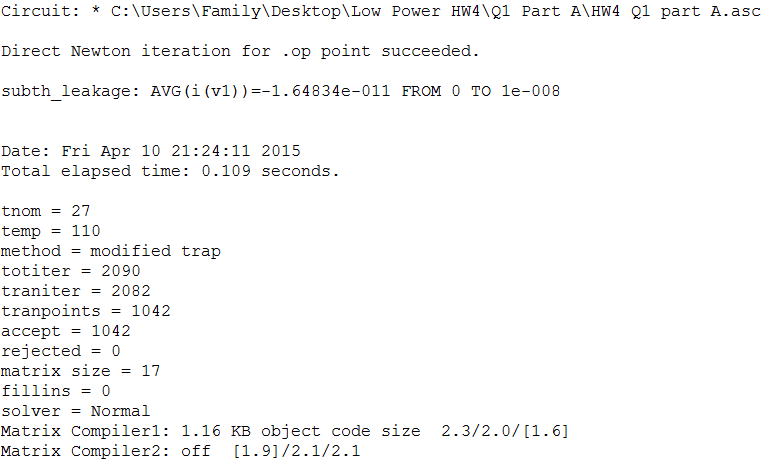 Circuit: * C:\Users\Family\Desktop\Low Power HW4\Q1 Part A\HW4 Q1 part A.asc
Direct Newton iteration for .op point succeeded.
subth_leakage: AVG(i(v1))=-1.64834e-011 FROM 0 TO 1e-008
Date: Fri Apr 10 21:24:11 2015
Total elapsed time: 0.109 seconds.
tnom = 27
temp = 110
method = modified trap
totiter = 2090
traniter = 2082
tranpoints = 1042
accept = 1042
rejected = 0
matrix size = 17
fillins = 0
solver = Normal
Matrix Compiler1: 1.16 KB object code size  2.3/2.0/[1.6]
Matrix Compiler2: off  [1.9]/2.1/2.1